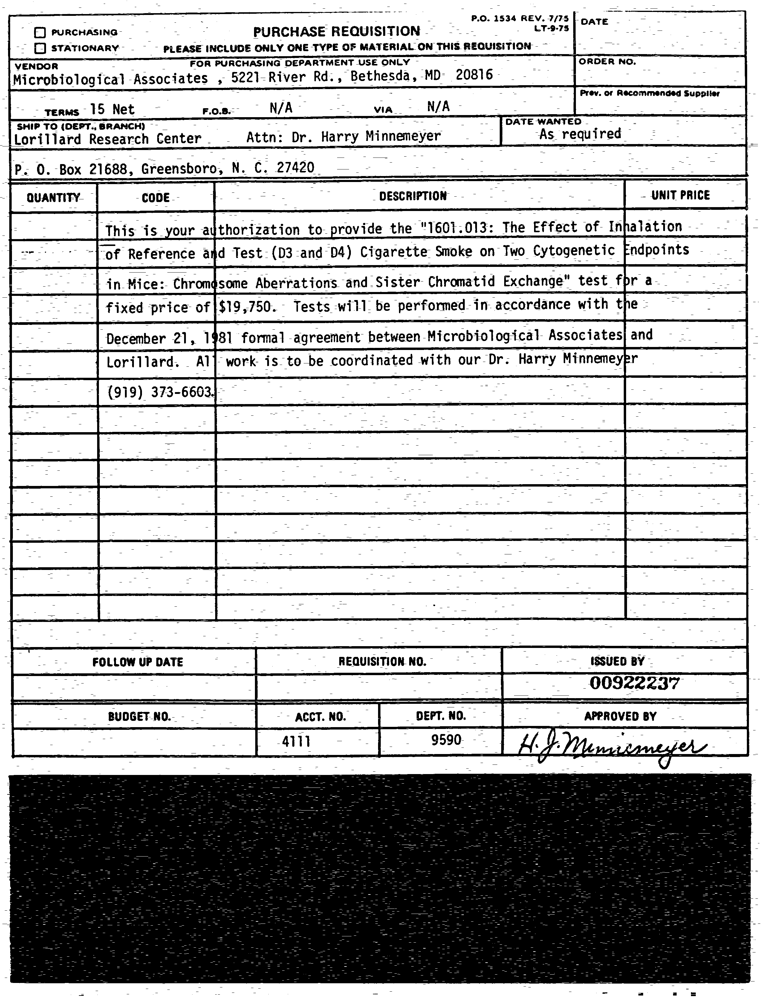 P.O. 1534 REV. 7/75
LT-9-75
DATE
☐ PURCHASING
PURCHASE REQUISITION
☐ STATIONARY
PLEASE INCLUDE ONLY ONE TYPE OF MATERIAL ON THIS REQUISITION
VENDOR
FOR PURCHASING DEPARTMENT USE ONLY
ORDER NO.
Microbiological Associates , 5221 River Rd., Bethesda, MD 20816
Prev. or Recommended Supplier
TERMS 15 Net F.O.B. N/A VIA N/A
SHIP TO (DEPT., BRANCH)
DATE WANTED
Lorillard Research Center Attn: Dr. Harry Minnemeyer
As required
P. O. Box 21688, Greensboro, N. C. 27420
QUANTITY CODE DESCRIPTION UNIT PRICE
This is your authorization to provide the "1601.013: The Effect of Inhalation
of Reference and Test (D3 and D4) Cigarette Smoke on Two Cytogenetic Endpoints
in Mice: Chromosome Aberrations and Sister Chromatid Exchange" test for a
fixed price of $19,750. Tests will be performed in accordance with the
December 21, 1981 formal agreement between Microbiological Associates and
Lorillard. All work is to be coordinated with our Dr. Harry Minnemeyer
(919) 373-6603.
FOLLOW UP DATE REQUISITION NO. ISSUED BY
00922237
BUDGET NO. ACCT. NO. DEPT. NO. APPROVED BY
4111 9590 H. J. Minnemeyer